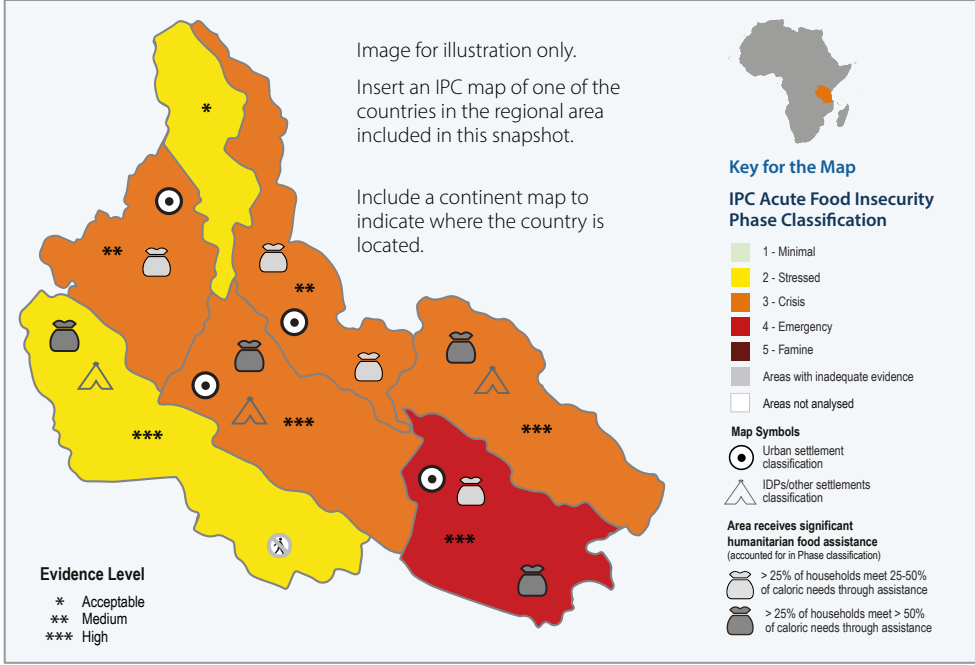 Image for illustration only.
Insert an IPC map of one of the
countries in the regional area
included in this snapshot.
Include a continent map to
indicate where the country is
located.
*
**
**
***
***
***
***
Evidence Level
* Acceptable
** Medium
*** High
Key for the Map
IPC Acute Food Insecurity
Phase Classification
1 - Minimal
2 - Stressed
3 - Crisis
4 - Emergency
5 - Famine
Areas with inadequate evidence
Areas not analysed
Map Symbols
Urban settlement
classification
IDPs/other settlements
classification
Area receives significant
humanitarian food assistance
(accounted for in Phase classification)
> 25% of households meet 25-50%
of caloric needs through assistance
> 25% of households meet > 50%
of caloric needs through assistance